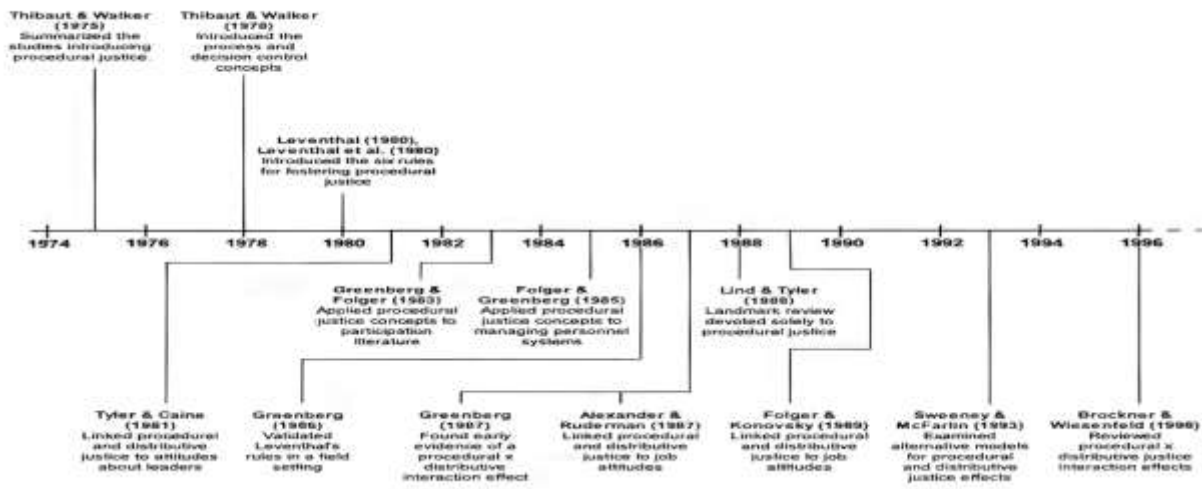 Thibaut & Walker
(1975)
Summarized the
studies introducing
procedural justice.
Thibaut & Walker
(1978)
Introduced the
process and
decision control
concepts
Leventhal (1980),
Leventhal et al. (1980)
Introduced the six rules
for fostering procedural
justice
1974
1976
1978
1980
1982
1984
1986
1988
1990
1992
1994
1996
Greenberg &
Folger (1983)
Applied procedural
justice concepts to
participation
literature
Folger &
Greenberg (1985)
Applied procedural
justice concepts to
managing personnel
systems
Lind & Tyler
(1988)
Landmark review
devoted solely to
procedural justice
Tyler & Caine
(1981)
Linked procedural
and distributive
justice to attitudes
about leaders
Greenberg
(1986)
Validated
Leventhal's
rules in a field
setting
Greenberg
(1987)
Found early
evidence of a
procedural x
distributive
interaction effect
Alexander &
Ruderman (1987)
Linked procedural
and distributive
justice to job
attitudes
Folger &
Konovsky (1989)
Linked procedural
and distributive
justice to job
attitudes
Sweeney &
McFarlin (1993)
Examined
alternative models
for procedural
and distributive
justice effects
Brockner &
Wiesenfeld (1996)
Reviewed
procedural x
distributive justice
interaction effects